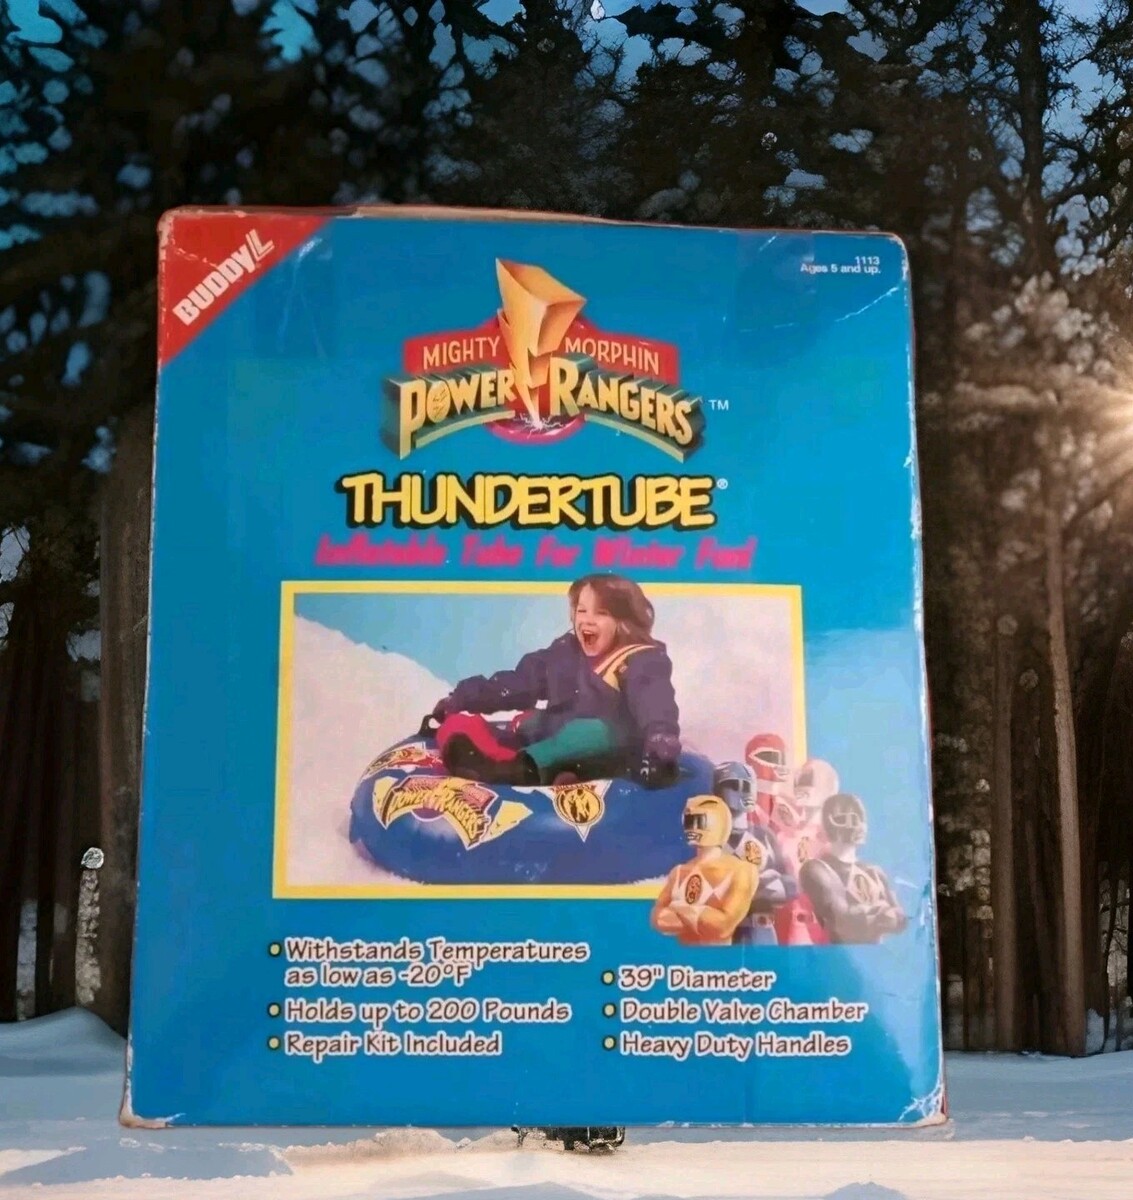 BUDDY L
1113
Ages 5 and up.
MIGHTY MORPHIN
POWER RANGERS™
THUNDERTUBE®
Inflatable Tube For Winter Fun!
POWER RANGERS
• Withstands Temperatures
as low as -20°F
• Holds up to 200 Pounds
• Repair Kit Included
• 39" Diameter
• Double Valve Chamber
• Heavy Duty Handles